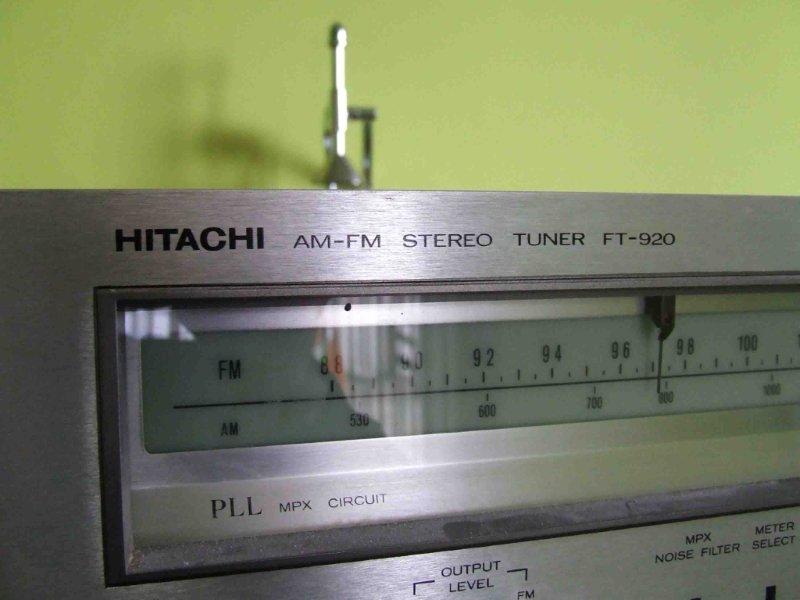 HITACHI AM-FM STEREO TUNER FT-920
FM 88 90 92 94 96 98 100
AM 530 600 700 800 1000
PLL MPX CIRCUIT
MPX
NOISE FILTER
METER
SELECT
OUTPUT
LEVEL
FM